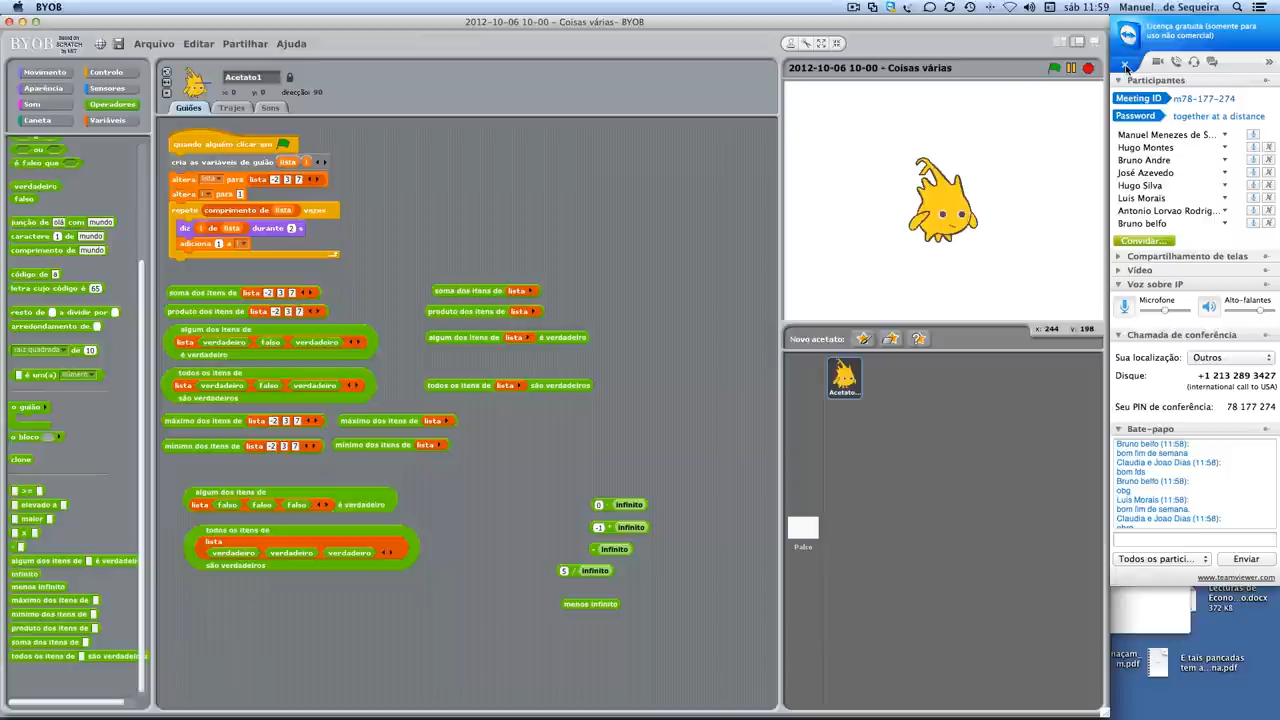 BYOB
sáb 11:59 Manuel...de Sequeira
2012-10-06 10-00 - Coisas várias- BYOB
BYOB Arquivo Editar Partilhar Ajuda
Movimento Controlo
Aparência Sensores
Som Operadores
Caneta Variáveis
ou
é falso que
verdadeiro
falso
junção de olá com mundo
caractere 1 de mundo
comprimento de mundo
código de a
letra cujo código é 65
resto de a dividir por
arredondamento de
raiz quadrada de 10
é um(a) número
o guião
o bloco
clone
>=
elevado a
maior
x
-
algum dos itens de é verdadeir
infinito
menos infinito
máximo dos itens de
mínimo dos itens de
produto dos itens de
soma dos itens de
todos os itens de são verdadeir
Acetato1
x: 0 y: 0 direcção: 90
Guiões Trajes Sons
quando alguém clicar em
cria as variáveis de guião lista i
altera lista para lista -2 3 7
altera i para 1
repete comprimento de lista vezes
diz i de lista durante 2 s
adiciona 1 a i
soma dos itens de lista -2 3 7
soma dos itens de lista
produto dos itens de lista -2 3 7
produto dos itens de lista
algum dos itens de
lista verdadeiro falso verdadeiro
é verdadeiro
algum dos itens de lista é verdadeiro
todos os itens de
lista verdadeiro falso verdadeiro
são verdadeiros
todos os itens de lista são verdadeiros
máximo dos itens de lista -2 3 7
máximo dos itens de lista
mínimo dos itens de lista -2 3 7
mínimo dos itens de lista
algum dos itens de
lista falso falso falso é verdadeiro
todos os itens de
lista
verdadeiro verdadeiro verdadeiro
são verdadeiros
0 infinito
-1 * infinito
- infinito
5 / infinito
menos infinito
2012-10-06 10-00 - Coisas várias
x: 244 y: 198
Novo acetato:
Acetato...
Palco
Licença gratuita (somente para
uso não comercial)
Participantes
Meeting ID m78-177-274
Password together at a distance
Manuel Menezes de S...
Hugo Montes
Bruno Andre
José Azevedo
Hugo Silva
Luis Morais
Antonio Lorvao Rodrig...
Bruno belfo
Convidar...
Compartilhamento de telas
Vídeo
Voz sobre IP
Microfone Alto-falantes
Chamada de conferência
Sua localização: Outros
Disque: +1 213 289 3427
(international call to USA)
Seu PIN de conferência: 78 177 274
Bate-papo
Bruno belfo (11:58):
bom fim de semana
Claudia e Joao Dias (11:58):
bom fds
Bruno belfo (11:58):
obg
Luis Morais (11:58):
bom fim de semana.
Claudia e Joao Dias (11:58):
Todos os partici... Enviar
www.teamviewer.com
Lecturas de
Econo...o.docx
372 KB
naçam_
m.pdf
E tais pancadas
tem a...na.pdf